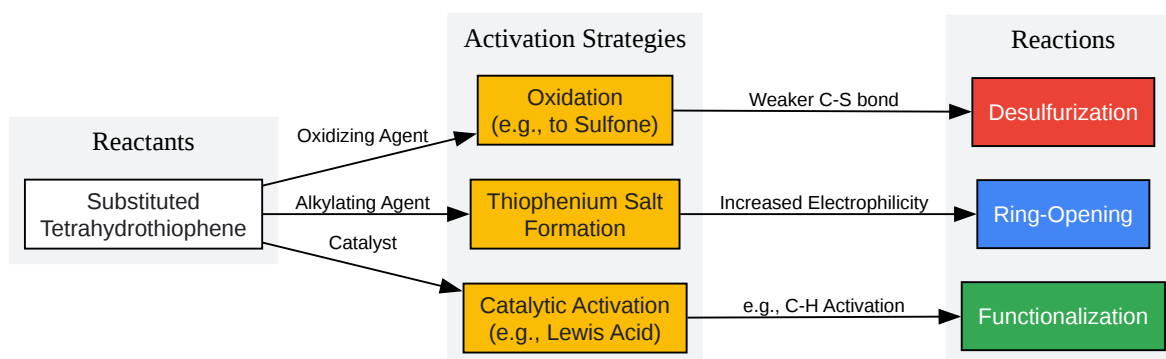 Reactants
Substituted
Tetrahydrothiophene
Oxidizing Agent
Alkylating Agent
Catalyst
Activation Strategies
Oxidation
(e.g., to Sulfone)
Thiophenium Salt
Formation
Catalytic Activation
(e.g., Lewis Acid)
Weaker C-S bond
Increased Electrophilicity
e.g., C-H Activation
Reactions
Desulfurization
Ring-Opening
Functionalization